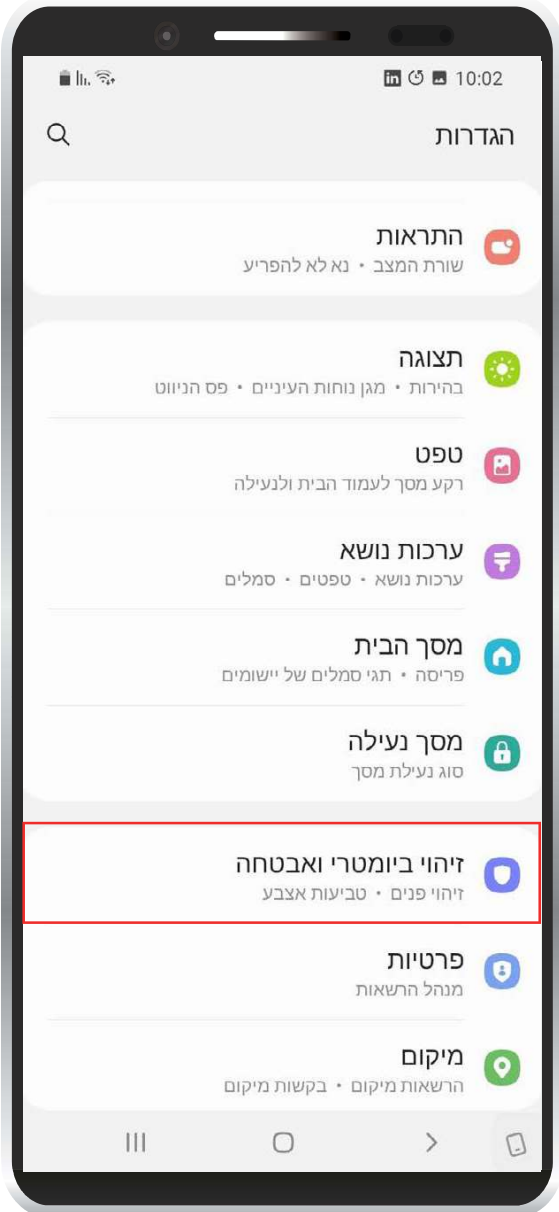 10:02
הגדרות
התראות
שורת המצב • נא לא להפריע
תצוגה
בהירות • מגן נוחות העיניים • פס הניווט
טפט
רקע מסך לעמוד הבית ולנעילה
ערכות נושא
ערכות נושא • טפטים • סמלים
מסך הבית
פריסה • תגי סמלים של יישומים
מסך נעילה
סוג נעילת מסך
זיהוי ביומטרי ואבטחה
זיהוי פנים • טביעות אצבע
פרטיות
מנהל הרשאות
מיקום
הרשאות מיקום • בקשות מיקום